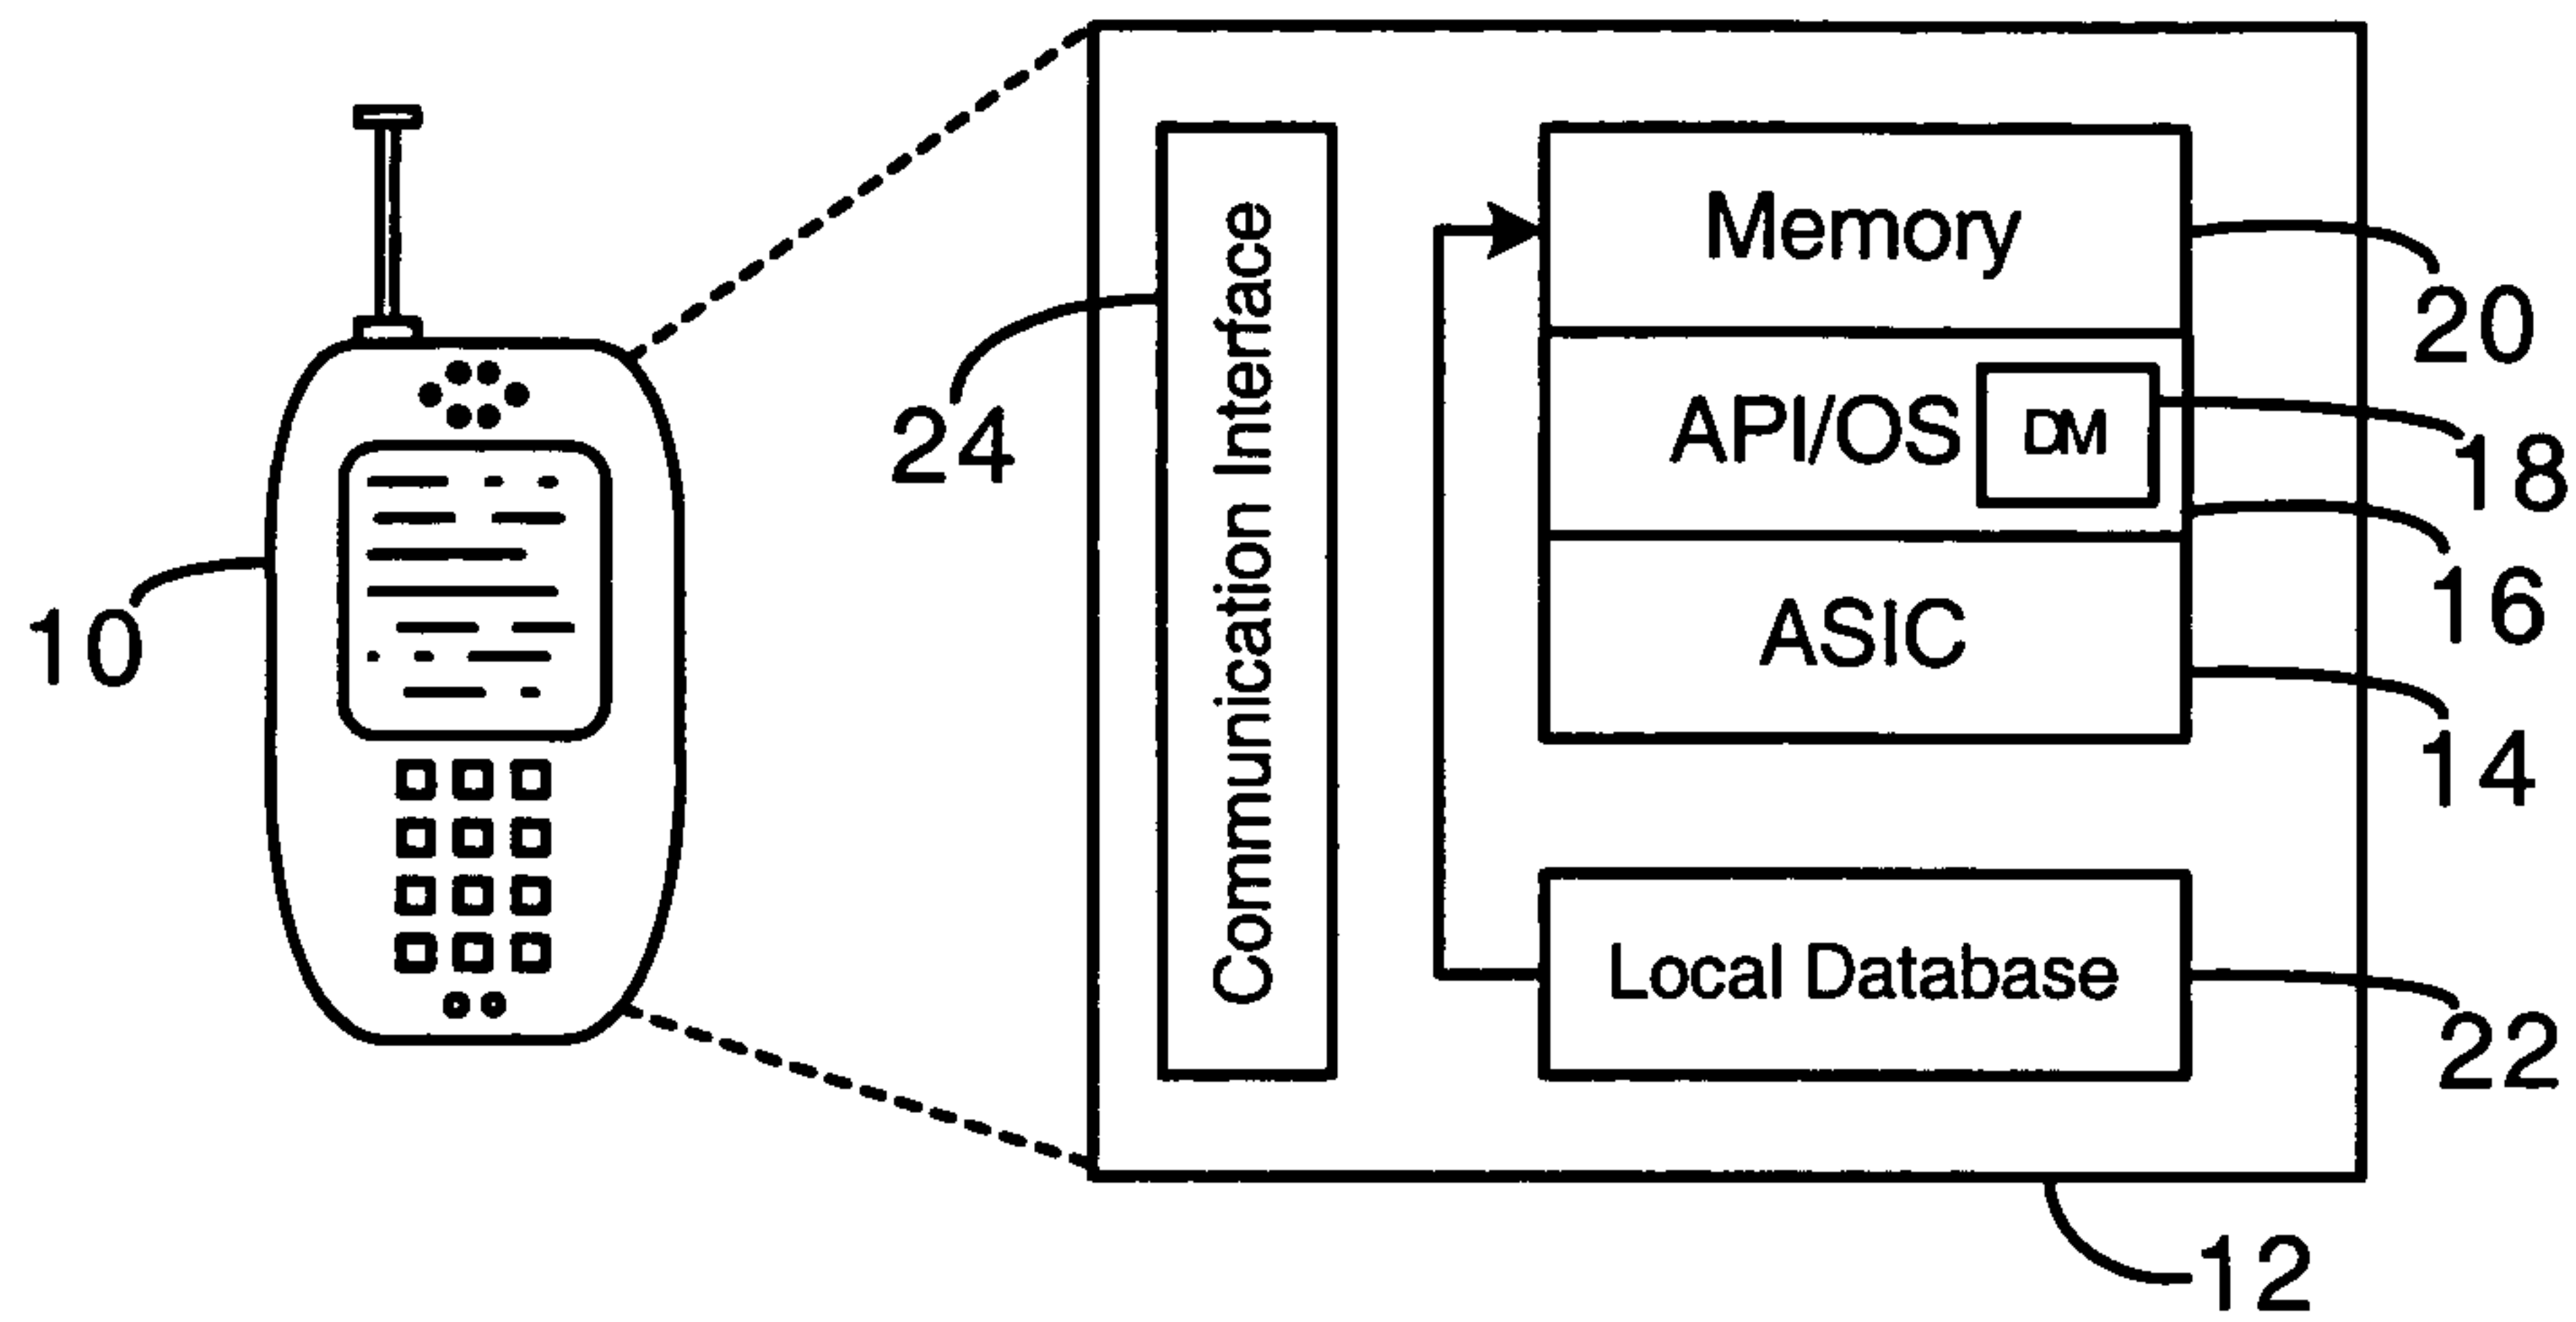 Memory
20
API/OS
DM
18
16
ASIC
14
Communication Interface
24
10
Local Database
22
12